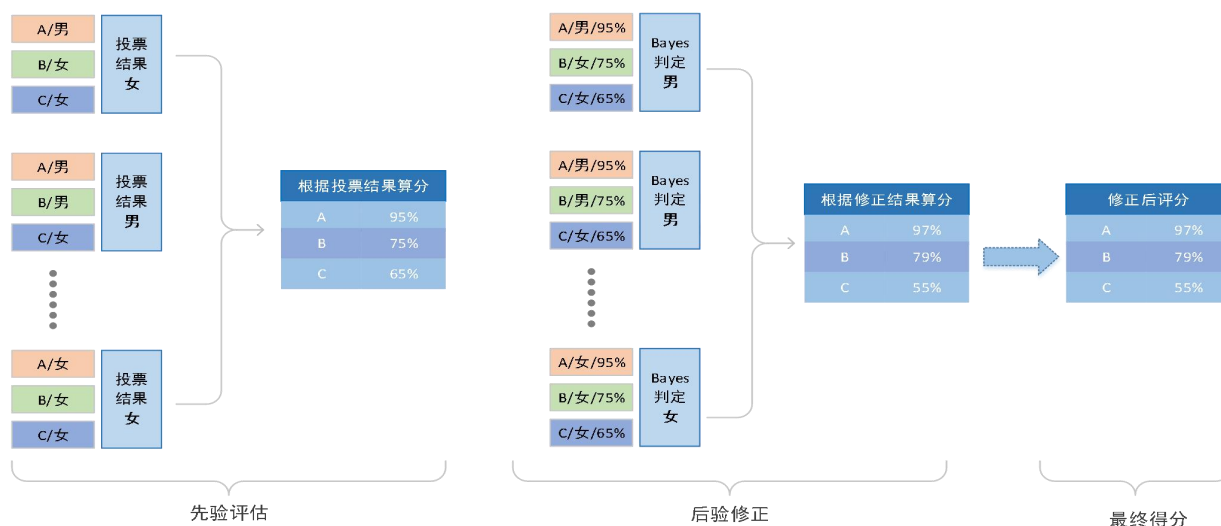 A/男
B/女
C/女
投票
结果
女
A/男
B/男
C/女
投票
结果
男
A/女
B/女
C/女
投票
结果
女
根据投票结果算分
A 95%
B 75%
C 65%
先验评估
A/男/95%
B/女/75%
C/女/65%
Bayes
判定
男
A/男/95%
B/男/75%
C/女/65%
Bayes
判定
男
A/女/95%
B/女/75%
C/女/65%
Bayes
判定
女
根据修正结果算分
A 97%
B 79%
C 55%
后验修正
修正后评分
A 97%
B 79%
C 55%
最终得分